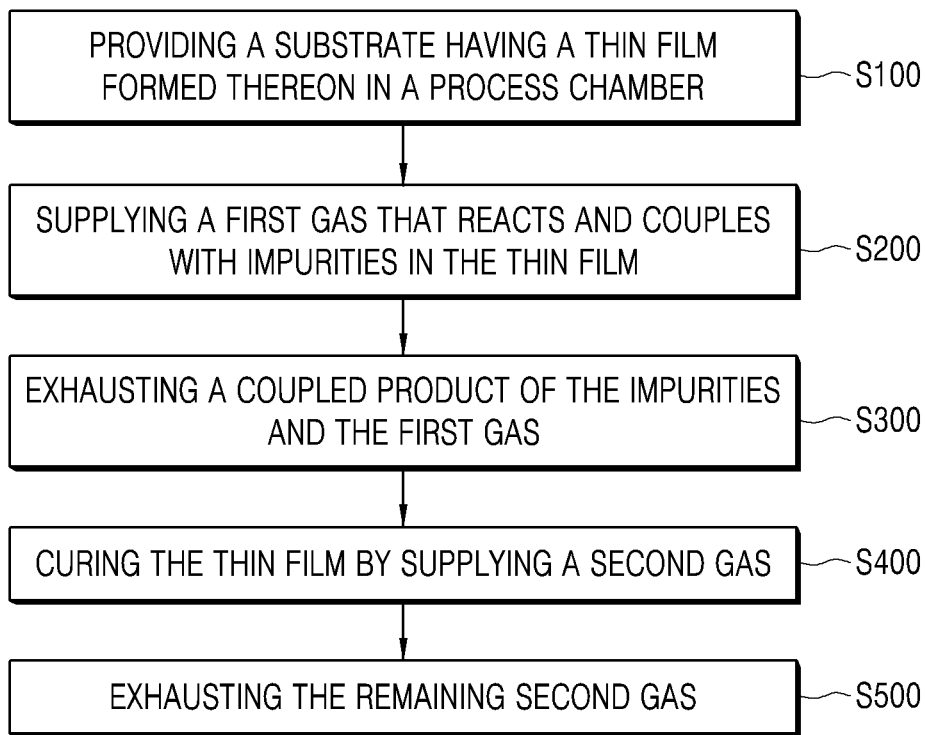 PROVIDING A SUBSTRATE HAVING A THIN FILM
FORMED THEREON IN A PROCESS CHAMBER
S100
SUPPLYING A FIRST GAS THAT REACTS AND COUPLES
WITH IMPURITIES IN THE THIN FILM
S200
EXHAUSTING A COUPLED PRODUCT OF THE IMPURITIES
AND THE FIRST GAS
S300
CURING THE THIN FILM BY SUPPLYING A SECOND GAS
S400
EXHAUSTING THE REMAINING SECOND GAS
S500